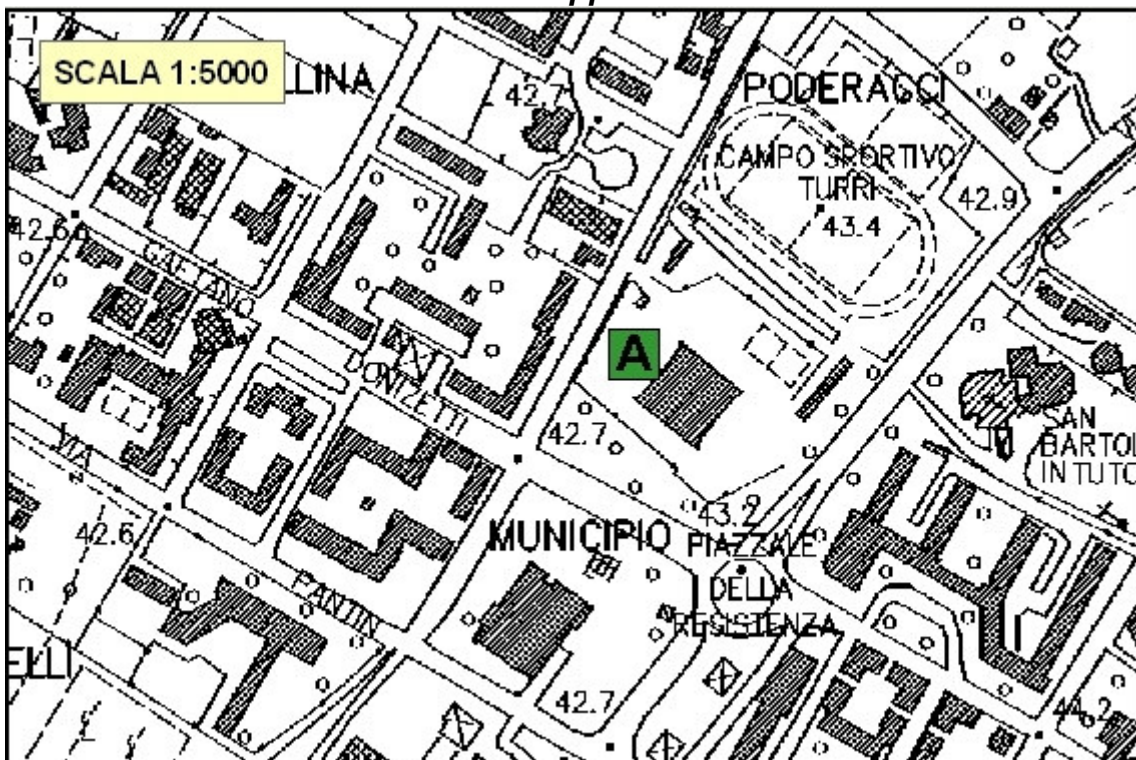 SCALA 1:5000
LLINA
42.7
PODERACCI
CAMPO SPORTIVO
TURRI
43.4
42.9
42.6
GAETANO
DONIZETTI
A
42.7
SAN
BARTOL
IN TUTO
VIA
42.6
PANTIN
MUNICIPIO
43.2
PIAZZALE
DELLA
RESISTENZA
ELLI
42.7
44.2